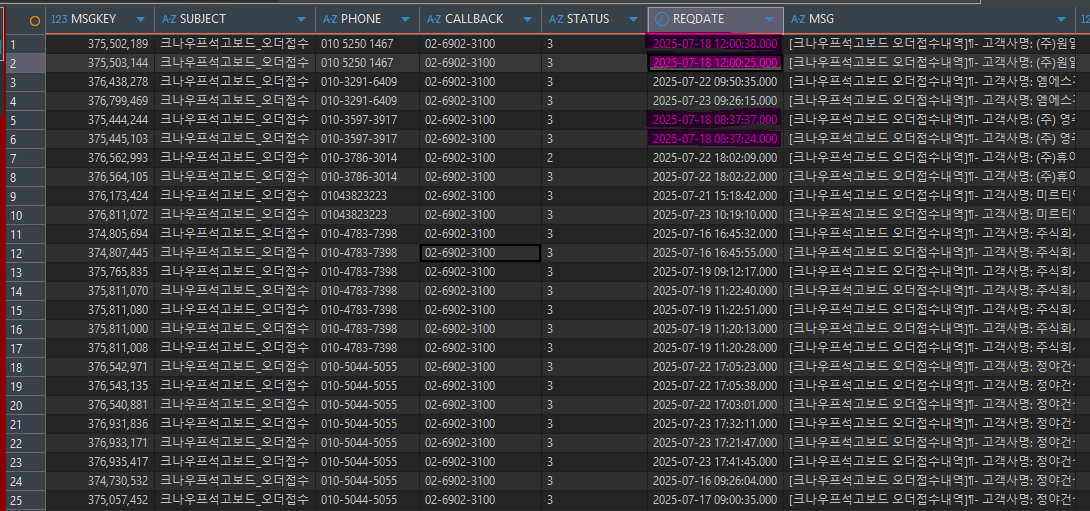 123 MSGKEY A-Z SUBJECT A-Z PHONE A-Z CALLBACK A-Z STATUS REQDATE A-Z MSG 12
1 375,502,189 크나우프석고보드_오더접수 010 5250 1467 02-6902-3100 3 2025-07-18 12:00:38.000 [크나우프석고보드 오더접수내역]¶- 고객사명: (주)원일
2 375,503,144 크나우프석고보드_오더접수 010 5250 1467 02-6902-3100 3 2025-07-18 12:00:25.000 [크나우프석고보드 오더접수내역]¶- 고객사명: (주)원일
3 376,438,278 크나우프석고보드_오더접수 010-3291-6409 02-6902-3100 3 2025-07-22 09:50:35.000 [크나우프석고보드 오더접수내역]¶- 고객사명: 엠에스
4 376,799,469 크나우프석고보드_오더접수 010-3291-6409 02-6902-3100 3 2025-07-23 09:26:15.000 [크나우프석고보드 오더접수내역]¶- 고객사명: 엠에스
5 375,444,244 크나우프석고보드_오더접수 010-3597-3917 02-6902-3100 3 2025-07-18 08:37:37.000 [크나우프석고보드 오더접수내역]¶- 고객사명: (주) 영
6 375,445,103 크나우프석고보드_오더접수 010-3597-3917 02-6902-3100 3 2025-07-18 08:37:24.000 [크나우프석고보드 오더접수내역]¶- 고객사명: (주) 영
7 376,562,993 크나우프석고보드_오더접수 010-3786-3014 02-6902-3100 2 2025-07-22 18:02:09.000 [크나우프석고보드 오더접수내역]¶- 고객사명: (주)휴이
8 376,564,105 크나우프석고보드_오더접수 010-3786-3014 02-6902-3100 3 2025-07-22 18:02:22.000 [크나우프석고보드 오더접수내역]¶- 고객사명: (주)휴이
9 376,173,424 크나우프석고보드_오더접수 01043823223 02-6902-3100 3 2025-07-21 15:18:42.000 [크나우프석고보드 오더접수내역]¶- 고객사명: 미르티
10 376,811,072 크나우프석고보드_오더접수 01043823223 02-6902-3100 3 2025-07-23 10:19:10.000 [크나우프석고보드 오더접수내역]¶- 고객사명: 미르티
11 374,805,694 크나우프석고보드_오더접수 010-4783-7398 02-6902-3100 3 2025-07-16 16:45:32.000 [크나우프석고보드 오더접수내역]¶- 고객사명: 주식회사
12 374,807,445 크나우프석고보드_오더접수 010-4783-7398 02-6902-3100 3 2025-07-16 16:45:55.000 [크나우프석고보드 오더접수내역]¶- 고객사명: 주식회사
13 375,765,835 크나우프석고보드_오더접수 010-4783-7398 02-6902-3100 3 2025-07-19 09:12:17.000 [크나우프석고보드 오더접수내역]¶- 고객사명: 주식회사
14 375,811,070 크나우프석고보드_오더접수 010-4783-7398 02-6902-3100 3 2025-07-19 11:22:40.000 [크나우프석고보드 오더접수내역]¶- 고객사명: 주식회사
15 375,811,080 크나우프석고보드_오더접수 010-4783-7398 02-6902-3100 3 2025-07-19 11:22:51.000 [크나우프석고보드 오더접수내역]¶- 고객사명: 주식회사
16 375,811,000 크나우프석고보드_오더접수 010-4783-7398 02-6902-3100 3 2025-07-19 11:20:13.000 [크나우프석고보드 오더접수내역]¶- 고객사명: 주식회사
17 375,811,008 크나우프석고보드_오더접수 010-4783-7398 02-6902-3100 3 2025-07-19 11:20:28.000 [크나우프석고보드 오더접수내역]¶- 고객사명: 주식회사
18 376,542,971 크나우프석고보드_오더접수 010-5044-5055 02-6902-3100 3 2025-07-22 17:05:23.000 [크나우프석고보드 오더접수내역]¶- 고객사명: 정야건
19 376,543,135 크나우프석고보드_오더접수 010-5044-5055 02-6902-3100 3 2025-07-22 17:05:38.000 [크나우프석고보드 오더접수내역]¶- 고객사명: 정야건
20 376,540,881 크나우프석고보드_오더접수 010-5044-5055 02-6902-3100 3 2025-07-22 17:03:01.000 [크나우프석고보드 오더접수내역]¶- 고객사명: 정야건
21 376,931,836 크나우프석고보드_오더접수 010-5044-5055 02-6902-3100 3 2025-07-23 17:32:11.000 [크나우프석고보드 오더접수내역]¶- 고객사명: 정야건
22 376,933,171 크나우프석고보드_오더접수 010-5044-5055 02-6902-3100 3 2025-07-23 17:21:47.000 [크나우프석고보드 오더접수내역]¶- 고객사명: 정야건
23 376,935,417 크나우프석고보드_오더접수 010-5044-5055 02-6902-3100 3 2025-07-23 17:41:45.000 [크나우프석고보드 오더접수내역]¶- 고객사명: 정야건
24 374,730,532 크나우프석고보드_오더접수 010-5044-5055 02-6902-3100 3 2025-07-16 09:26:04.000 [크나우프석고보드 오더접수내역]¶- 고객사명: 정야건
25 375,057,452 크나우프석고보드_오더접수 010-5044-5055 02-6902-3100 3 2025-07-17 09:00:35.000 [크나우프석고보드 오더접수내역]¶- 고객사명: 정야건